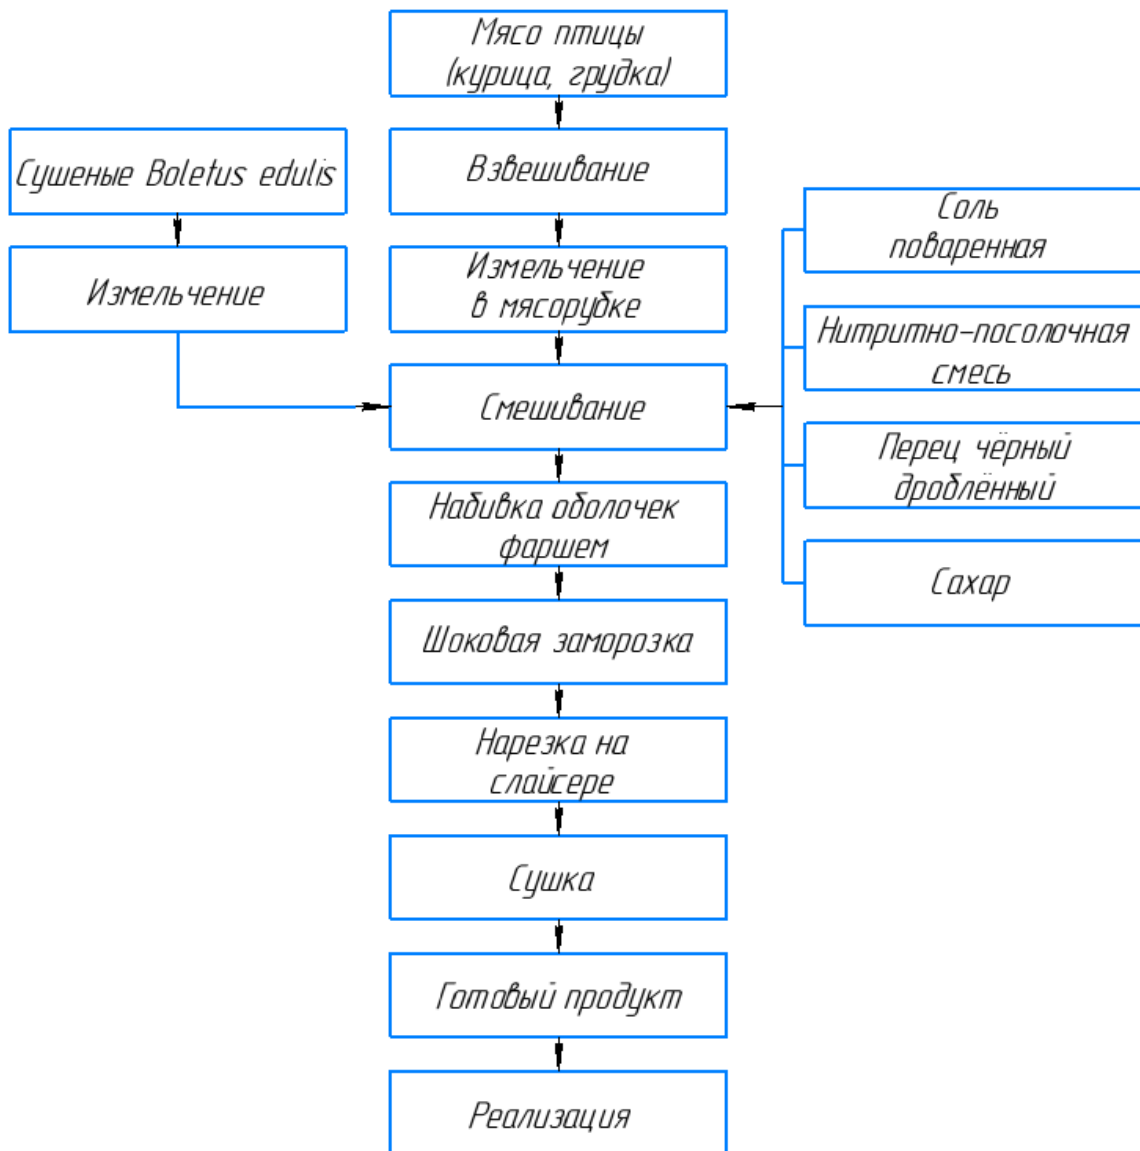 Мясо птицы
(курица, грудка)
Сушеные Boletus edulis
Взвешивание
Соль
поваренная
Измельчение
Измельчение
в мясорубке
Нитритно-посолочная
смесь
Смешивание
Перец чёрный
дроблённый
Набивка оболочек
фаршем
Сахар
Шоковая заморозка
Нарезка на
слайсере
Сушка
Готовый продукт
Реализация